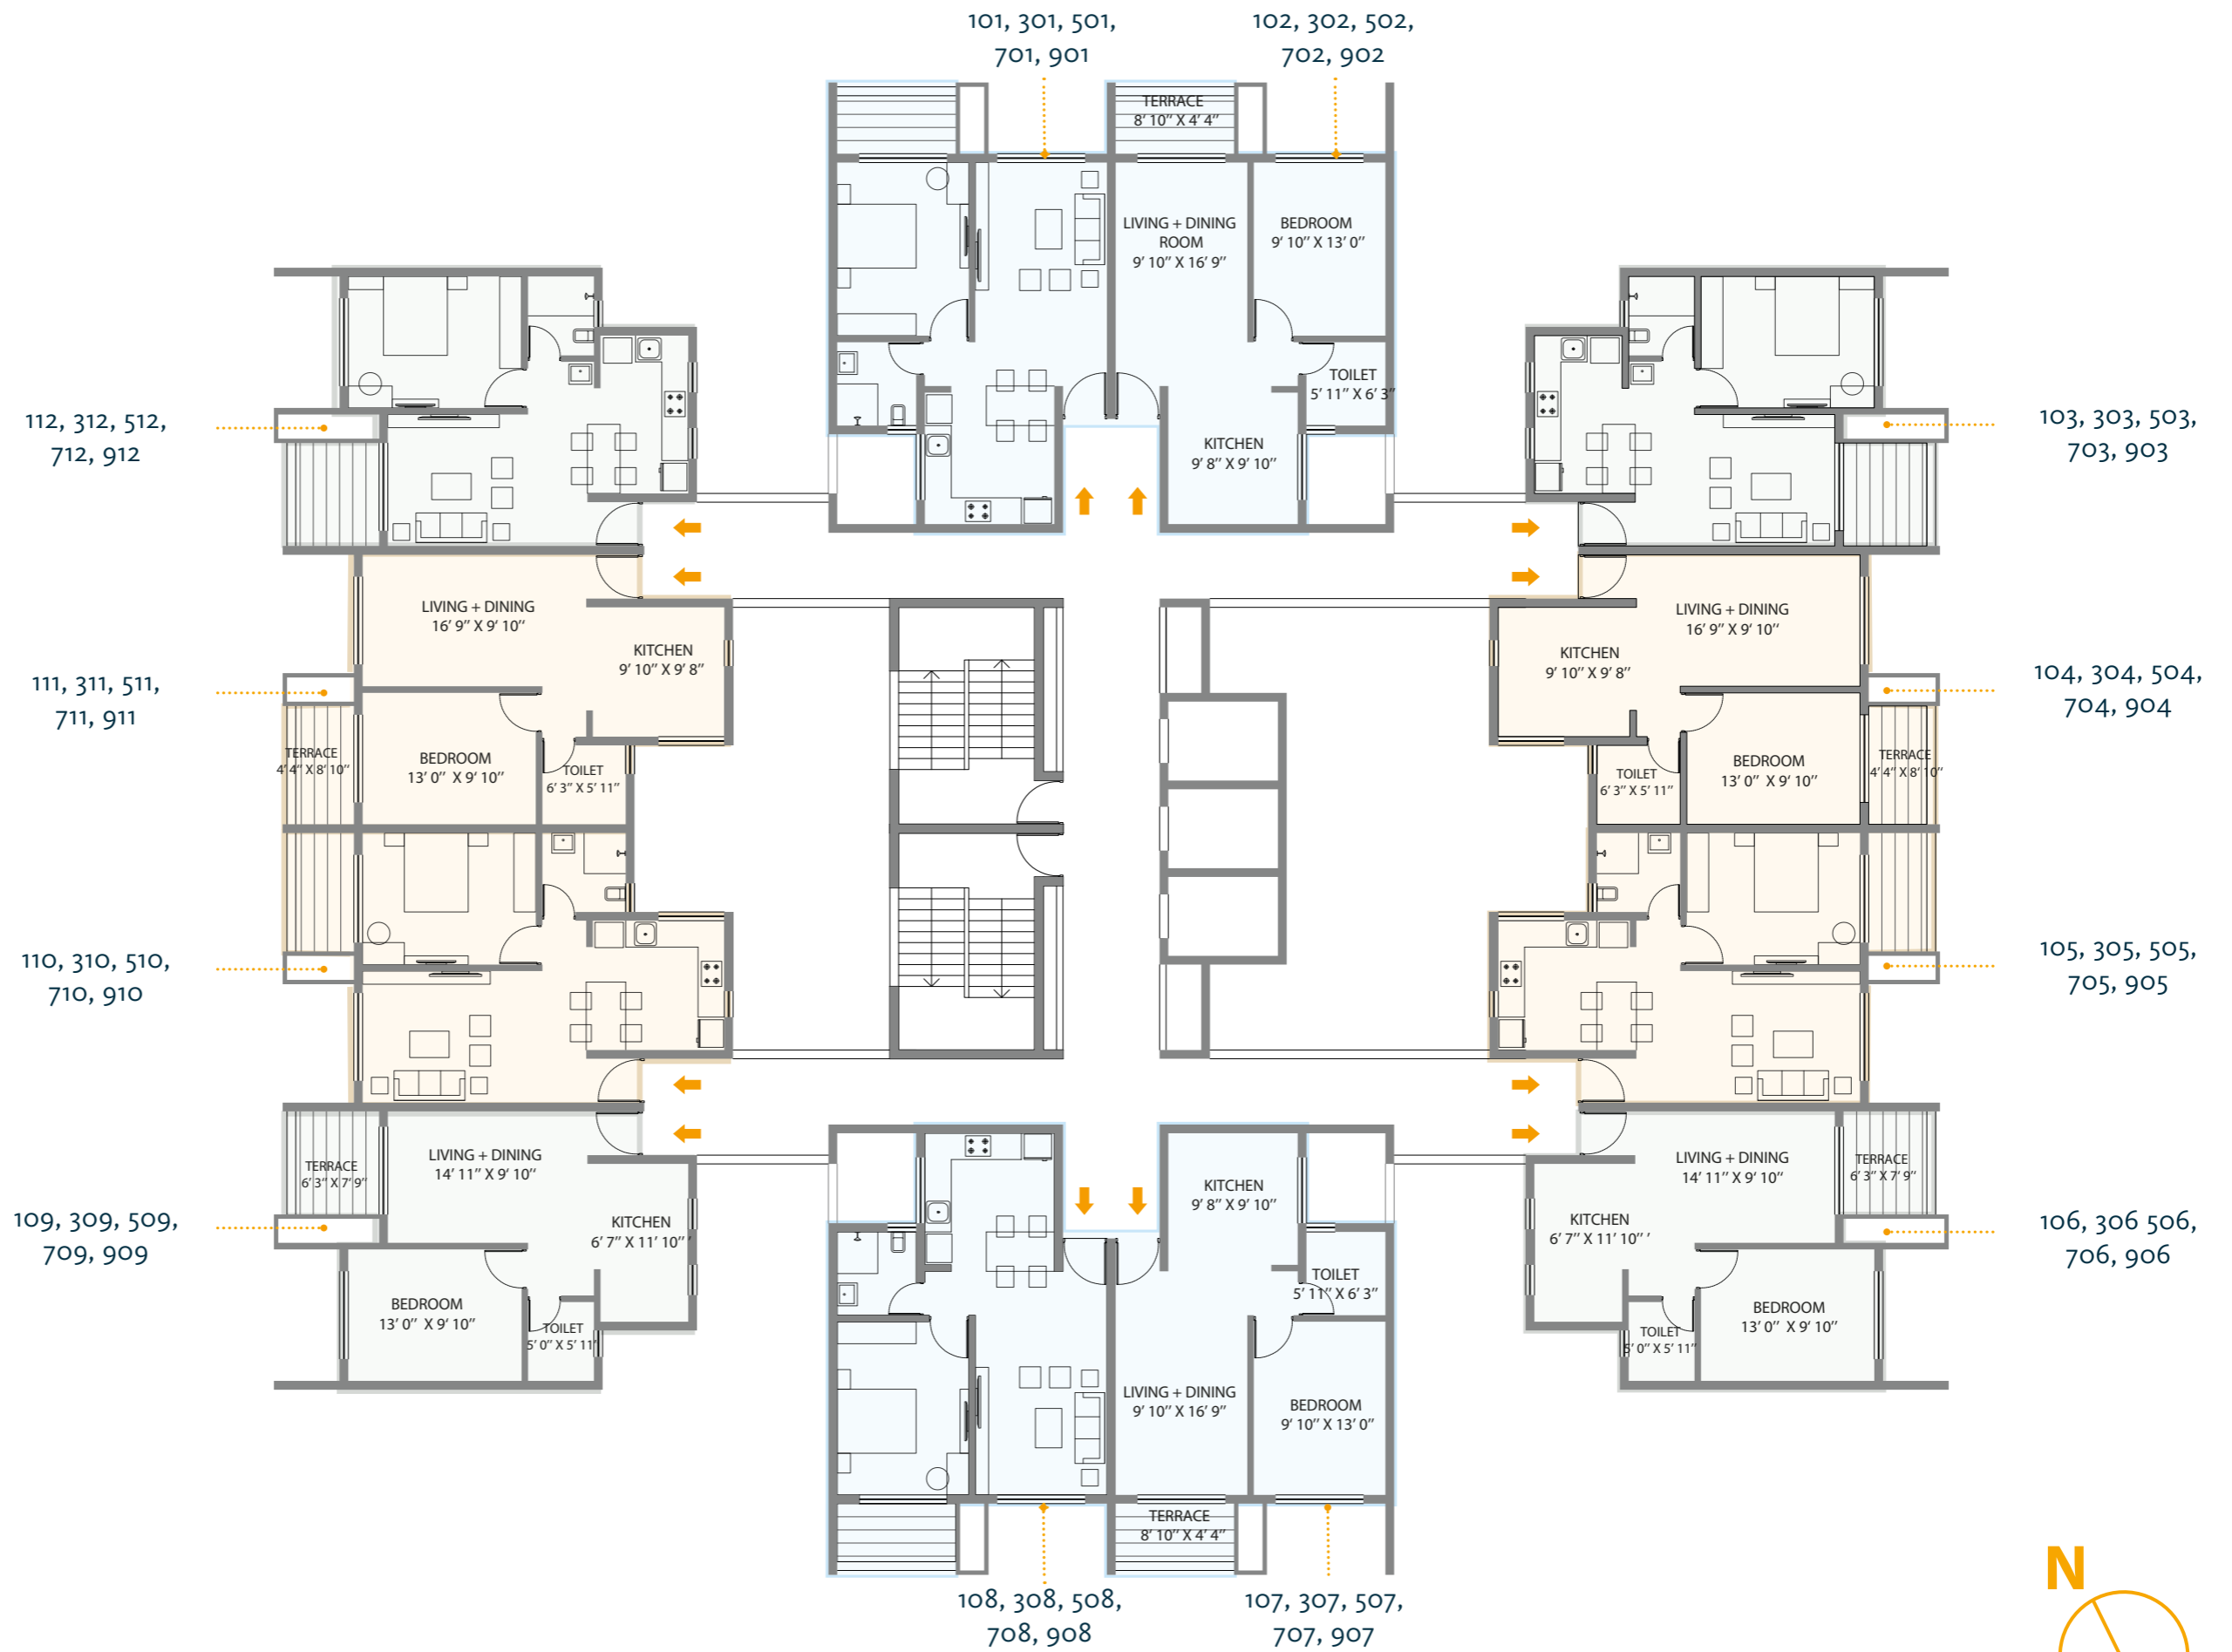 101, 301, 501,
701, 901
102, 302, 502,
702, 902
TERRACE
8' 10'' X 4' 4''
LIVING + DINING
ROOM
9' 10'' X 16' 9''
BEDROOM
9' 10'' X 13' 0''
TOILET
5' 11'' X 6' 3''
KITCHEN
9' 8'' X 9' 10''
112, 312, 512,
712, 912
103, 303, 503,
703, 903
LIVING + DINING
16' 9'' X 9' 10''
KITCHEN
9' 10'' X 9' 8''
111, 311, 511,
711, 911
TERRACE
4' 4'' X 8' 10''
BEDROOM
13' 0'' X 9' 10''
TOILET
6' 3'' X 5' 11''
LIVING + DINING
16' 9'' X 9' 10''
KITCHEN
9' 10'' X 9' 8''
104, 304, 504,
704, 904
BEDROOM
13' 0'' X 9' 10''
TERRACE
4' 4'' X 8' 10''
TOILET
6' 3'' X 5' 11''
110, 310, 510,
710, 910
105, 305, 505,
705, 905
TERRACE
6' 3'' X 7' 9''
LIVING + DINING
14' 11'' X 9' 10''
KITCHEN
6' 7'' X 11' 10'' '
109, 309, 509,
709, 909
BEDROOM
13' 0'' X 9' 10''
TOILET
5' 0'' X 5' 11''
KITCHEN
9' 8'' X 9' 10''
TOILET
5' 11'' X 6' 3''
LIVING + DINING
9' 10'' X 16' 9''
BEDROOM
9' 10'' X 13' 0''
TERRACE
8' 10'' X 4' 4''
LIVING + DINING
14' 11'' X 9' 10''
TERRACE
6' 3'' X 7' 9''
KITCHEN
6' 7'' X 11' 10'' '
106, 306 506,
706, 906
BEDROOM
13' 0'' X 9' 10''
TOILET
5' 0'' X 5' 11''
108, 308, 508,
708, 908
107, 307, 507,
707, 907
N